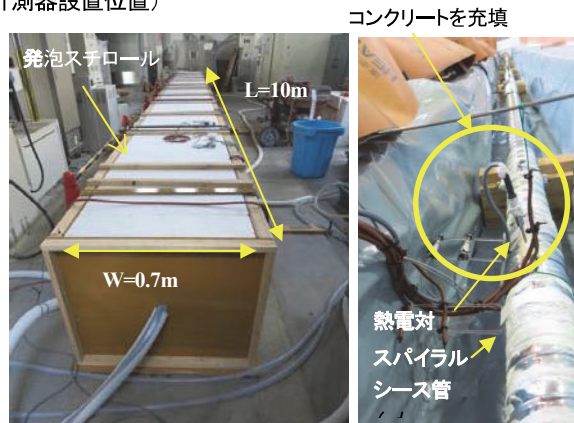 測器設置位置)
コンクリートを充填
発泡スチロール
L=10m
W=0.7m
熱電対
スパイラル
シース管